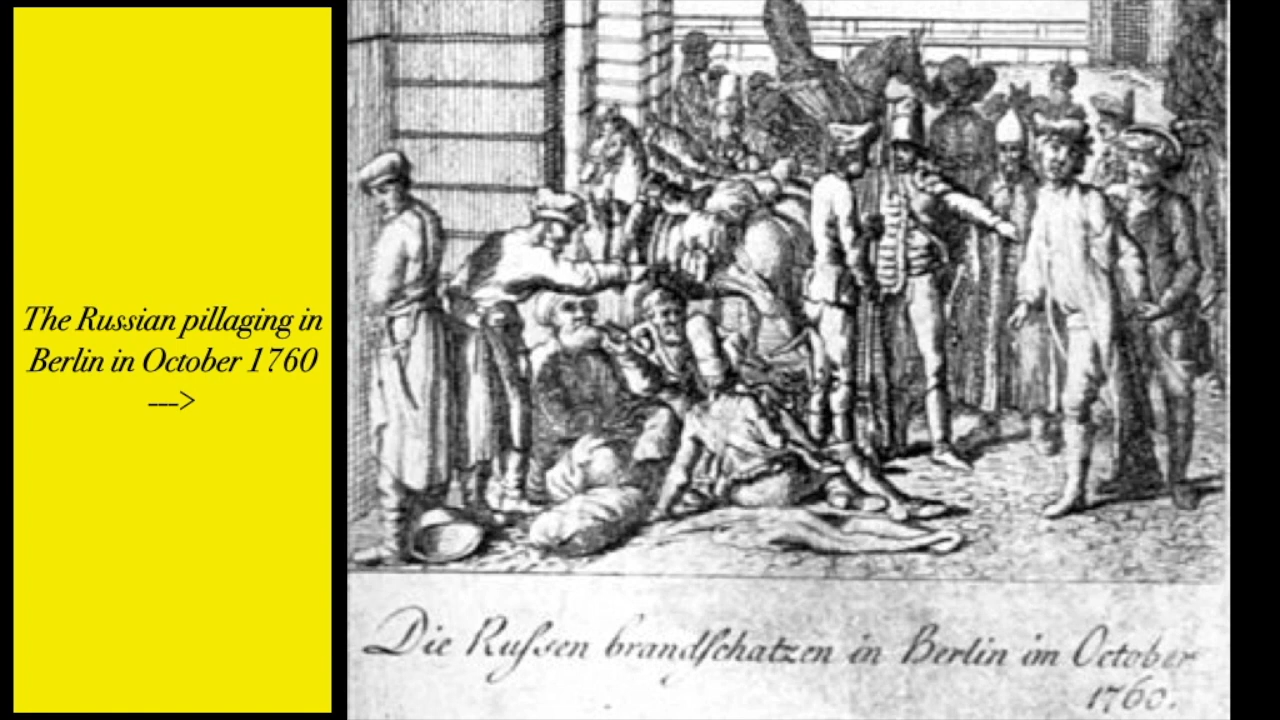 The Russian pillaging in
Berlin in October 1760
--->
Die Ruſsen brandſchatzen in Berlin im October
1760.